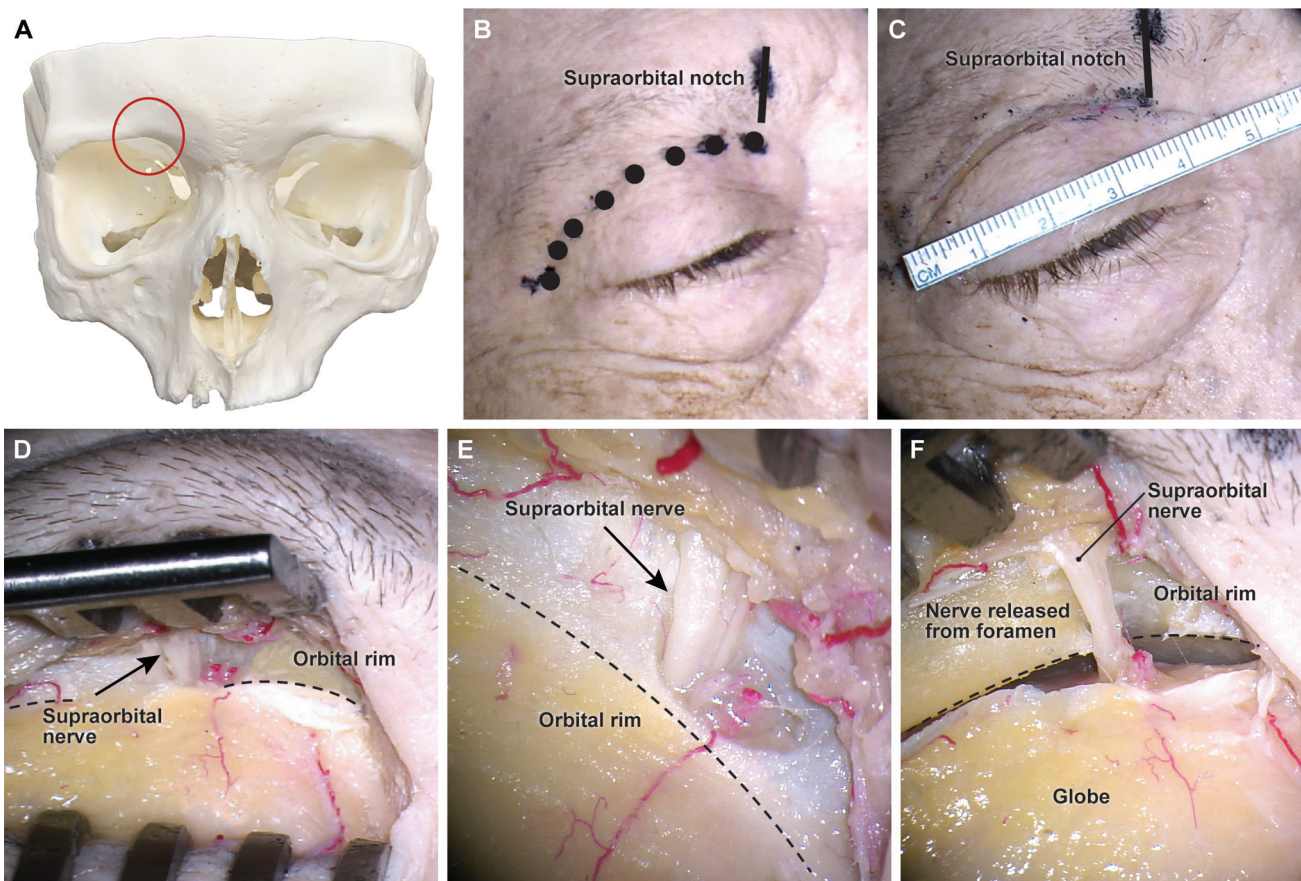 A
B
Supraorbital notch
C
Supraorbital notch
CM 1 2 3 4 5
D
Orbital rim
Supraorbital
nerve
E
Supraorbital nerve
Orbital rim
F
Supraorbital
nerve
Nerve released
from foramen
Orbital rim
Globe